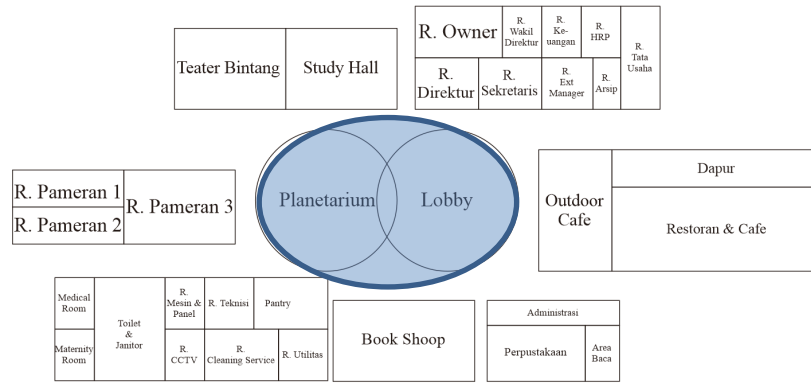 Teater Bintang
Study Hall
R. Owner
R.
Wakil
Direktur
R.
Ke-
uangan
R.
HRP
R.
Tata
Usaha
R.
Direktur
R.
Sekretaris
R.
Ext
Manager
R.
Arsip
R. Pameran 1
R. Pameran 2
R. Pameran 3
Planetarium
Lobby
Outdoor
Cafe
Dapur
Restoran & Cafe
Medical
Room
Maternity
Room
Toilet
&
Janitor
R.
Mesin &
Panel
R. Teknisi
Pantry
R.
CCTV
R.
Cleaning Service
R. Utilitas
Book Shoop
Administrasi
Perpustakaan
Area
Baca